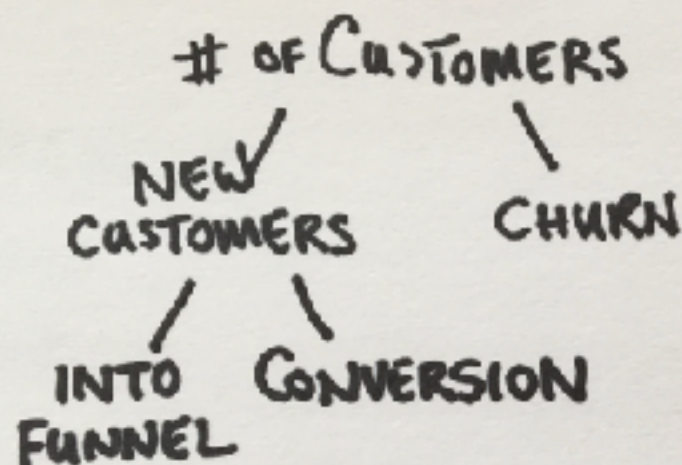 # OF CUSTOMERS
NEW
CUSTOMERS
CHURN
INTO
FUNNEL
CONVERSION